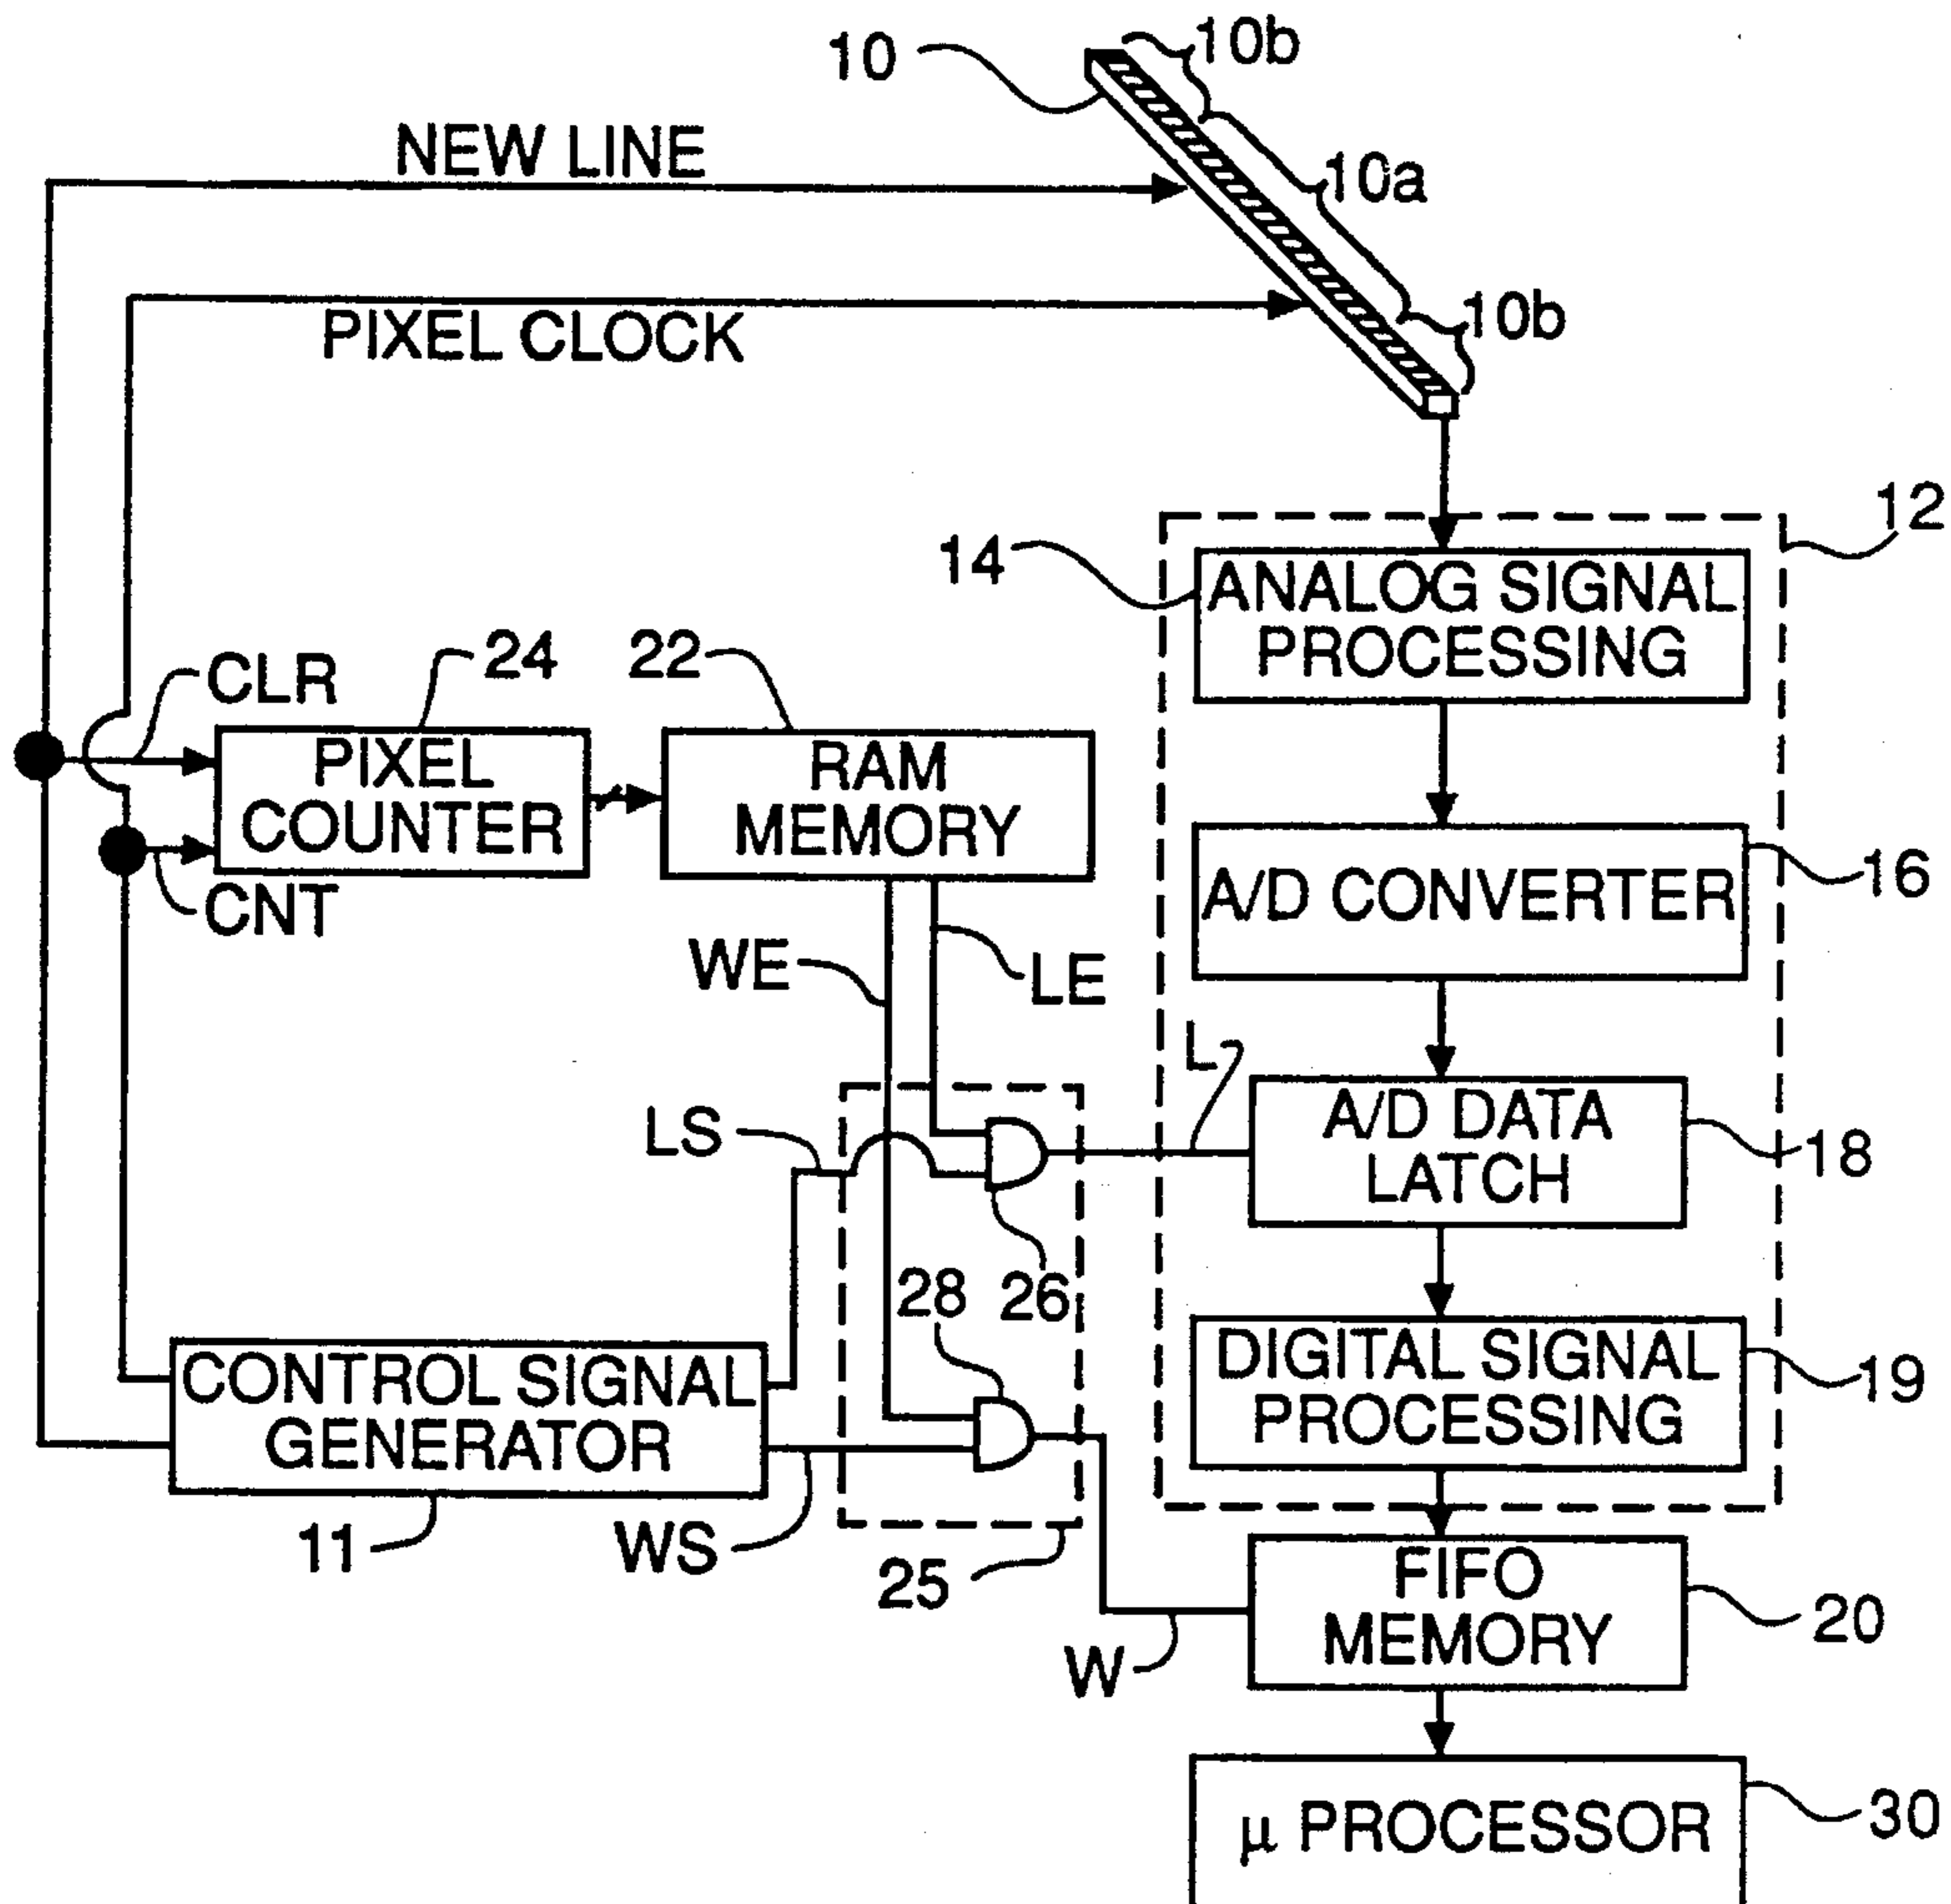 10
10b
NEW LINE
10a
10b
PIXEL CLOCK
12
14
ANALOG SIGNAL
PROCESSING
CLR
24
22
PIXEL
COUNTER
RAM
MEMORY
CNT
A/D CONVERTER
16
WE
LE
L
LS
A/D DATA
LATCH
18
28
26
CONTROL SIGNAL
GENERATOR
DIGITAL SIGNAL
PROCESSING
19
11
WS
25
FIFO
MEMORY
20
W
μ PROCESSOR
30